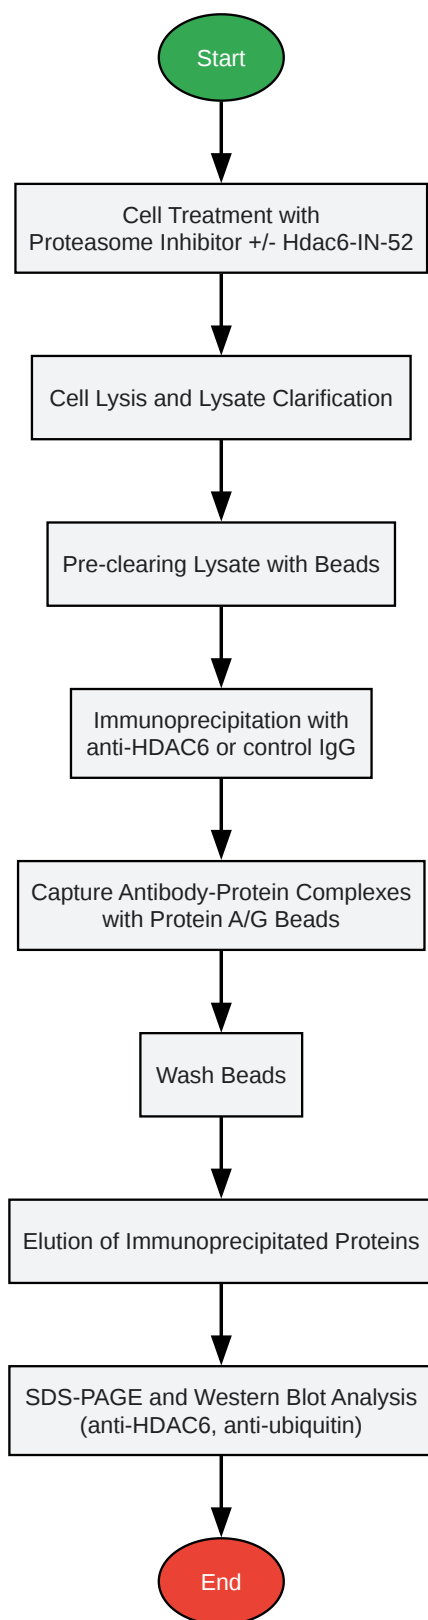 Start
Cell Treatment with
Proteasome Inhibitor +/- Hdac6-IN-52
Cell Lysis and Lysate Clarification
Pre-clearing Lysate with Beads
Immunoprecipitation with
anti-HDAC6 or control IgG
Capture Antibody-Protein Complexes
with Protein A/G Beads
Wash Beads
Elution of Immunoprecipitated Proteins
SDS-PAGE and Western Blot Analysis
(anti-HDAC6, anti-ubiquitin)
End